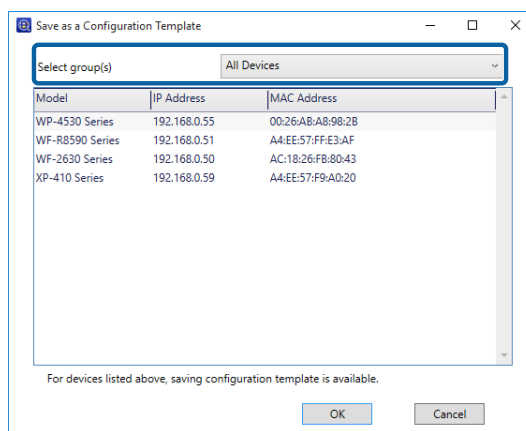 Save as a Configuration Template
Select group(s) All Devices
Model IP Address MAC Address
WP-4530 Series 192.168.0.55 00:26:AB:A8:98:2B
WF-R8590 Series 192.168.0.51 A4:EE:57:FF:E3:AF
WF-2630 Series 192.168.0.50 AC:18:26:FB:80:43
XP-410 Series 192.168.0.59 A4:EE:57:F9:A0:20
For devices listed above, saving configuration template is available.
OK Cancel